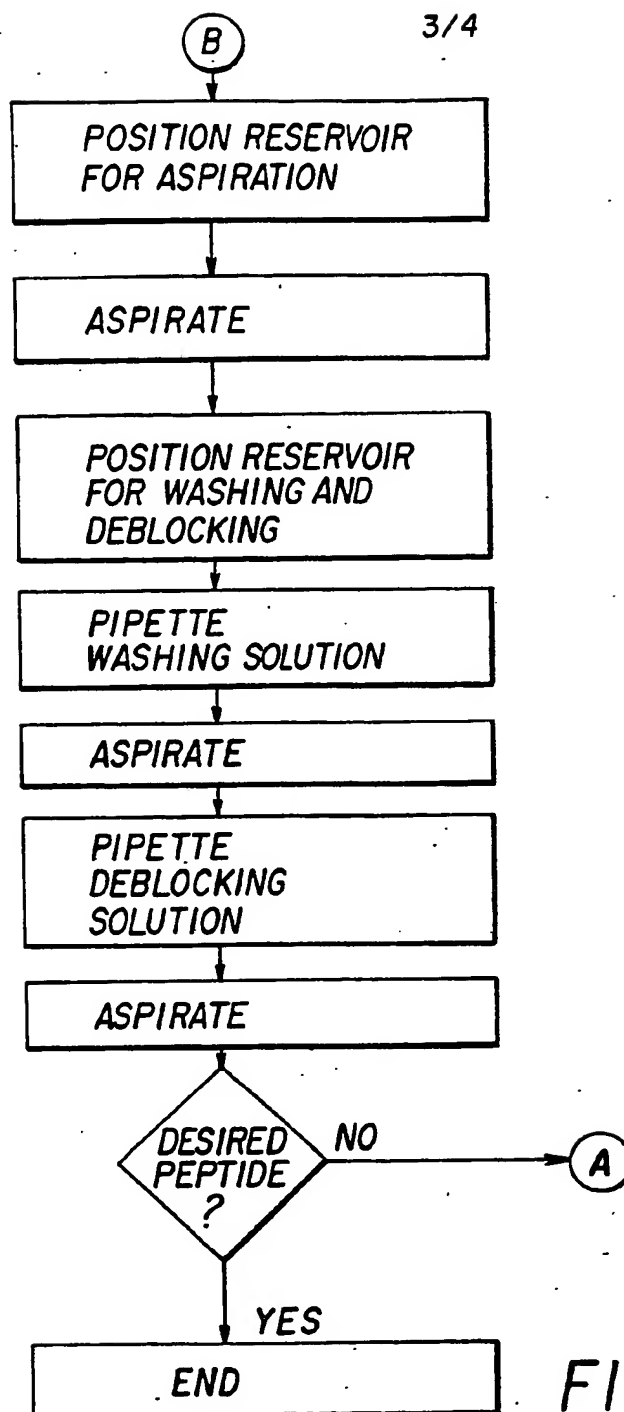 B
3/4
POSITION RESERVOIR
FOR ASPIRATION
ASPIRATE
POSITION RESERVOIR
FOR WASHING AND
DEBLOCKING
PIPETTE
WASHING SOLUTION
ASPIRATE
PIPETTE
DEBLOCKING
SOLUTION
ASPIRATE
DESIRED
PEPTIDE
?
NO
A
YES
END
FI